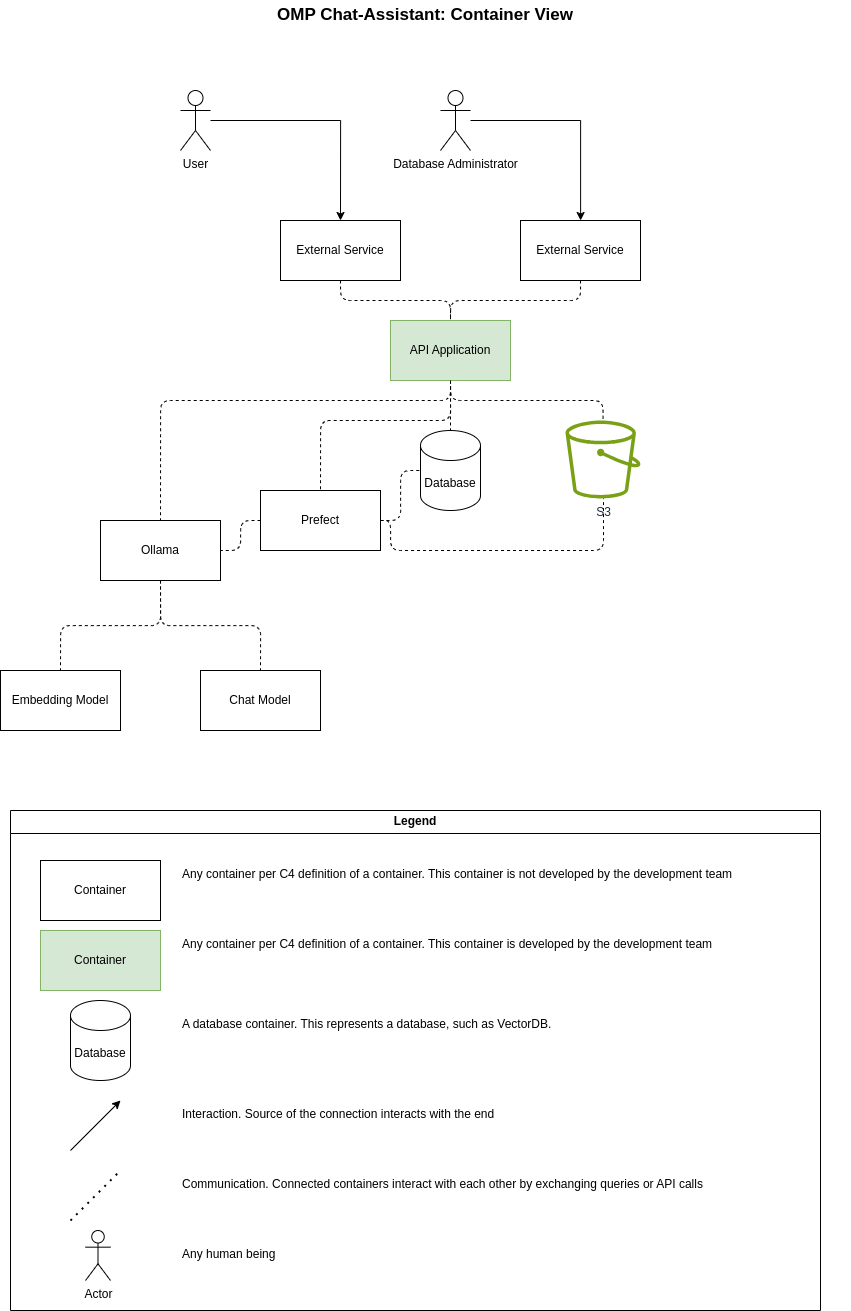 OMP Chat-Assistant: Container View
User
Database Administrator
External Service
External Service
API Application
Database
S3
Prefect
Ollama
Embedding Model
Chat Model
Legend
Container
Any container per C4 definition of a container. This container is not developed by the development team
Container
Any container per C4 definition of a container. This container is developed by the development team
Database
A database container. This represents a database, such as VectorDB.
Interaction. Source of the connection interacts with the end
Communication. Connected containers interact with each other by exchanging queries or API calls
Any human being
Actor